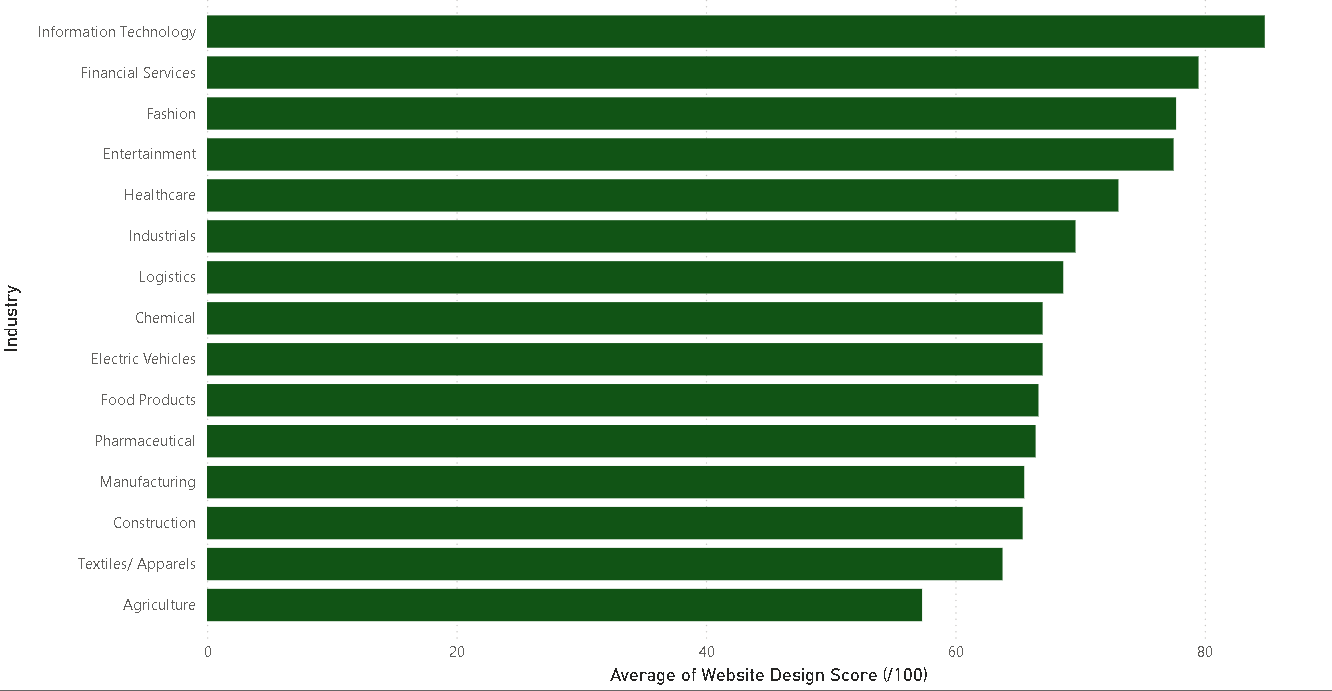 Information Technology
Financial Services
Fashion
Entertainment
Healthcare
Industrials
Logistics
Chemical
Electric Vehicles
Food Products
Pharmaceutical
Manufacturing
Construction
Textiles/ Apparels
Agriculture
Industry
0 20 40 60 80
Average of Website Design Score (/100)